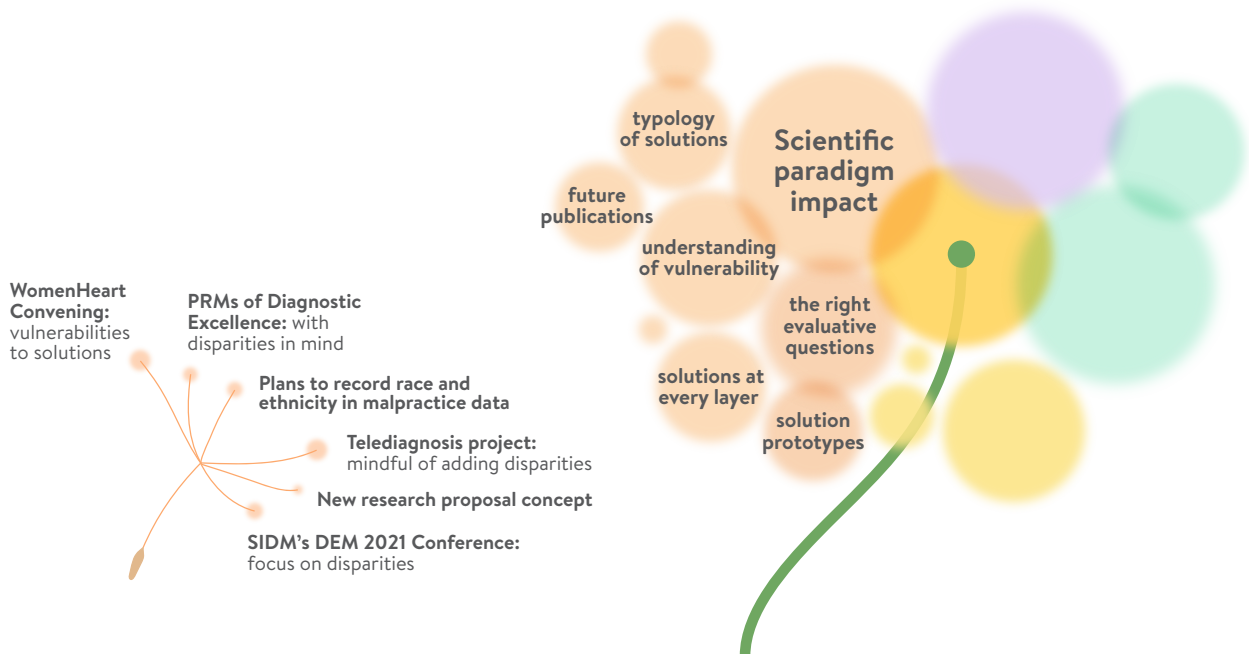 typology
of solutions
Scientific
paradigm
impact
future
publications
understanding
of vulnerability
the right
evaluative
questions
solutions at
every layer
solution
prototypes
WomenHeart
Convening:
vulnerabilities
to solutions
PRMs of Diagnostic
Excellence: with
disparities in mind
Plans to record race and
ethnicity in malpractice data
Telediagnosis project:
mindful of adding disparities
New research proposal concept
SIDM’s DEM 2021 Conference:
focus on disparities